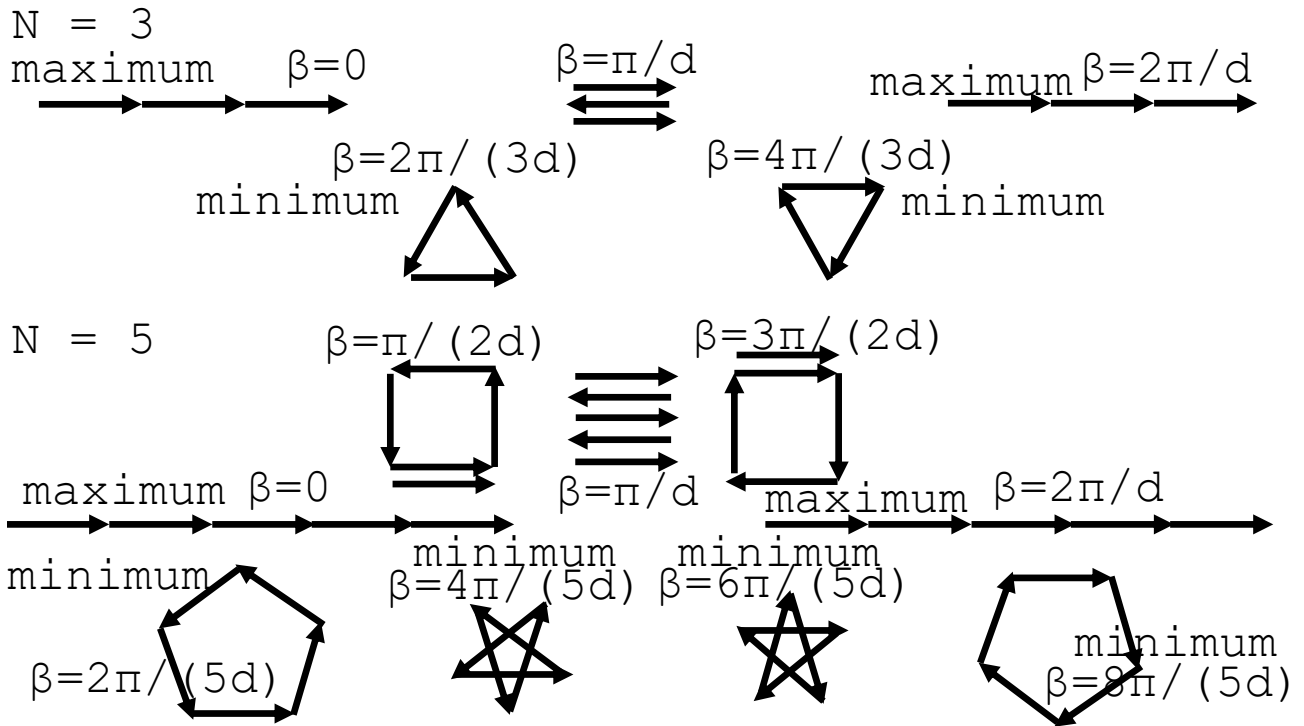 N = 3
maximum β=0 β=π/d maximum β=2π/d
β=2π/(3d) β=4π/(3d)
minimum minimum
N = 5
β=π/(2d) β=3π/(2d)
maximum β=0 β=π/d maximum β=2π/d
minimum minimum minimum
β=4π/(5d) β=6π/(5d)
minimum
β=2π/(5d) β=8π/(5d)